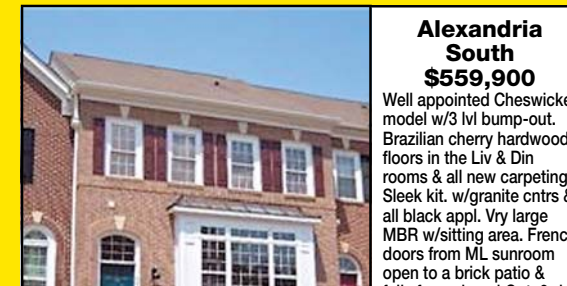 Alexandria
South
$559,900
Well appointed Cheswicke
model w/3 lvl bump-out.
Brazilian cherry hardwood
floors in the Liv & Din
rooms & all new carpeting
Sleek kit. w/granite cntrs &
all black appl. Vry large
MBR w/sitting area. Frenc
doors from ML sunroom
open to a brick patio &